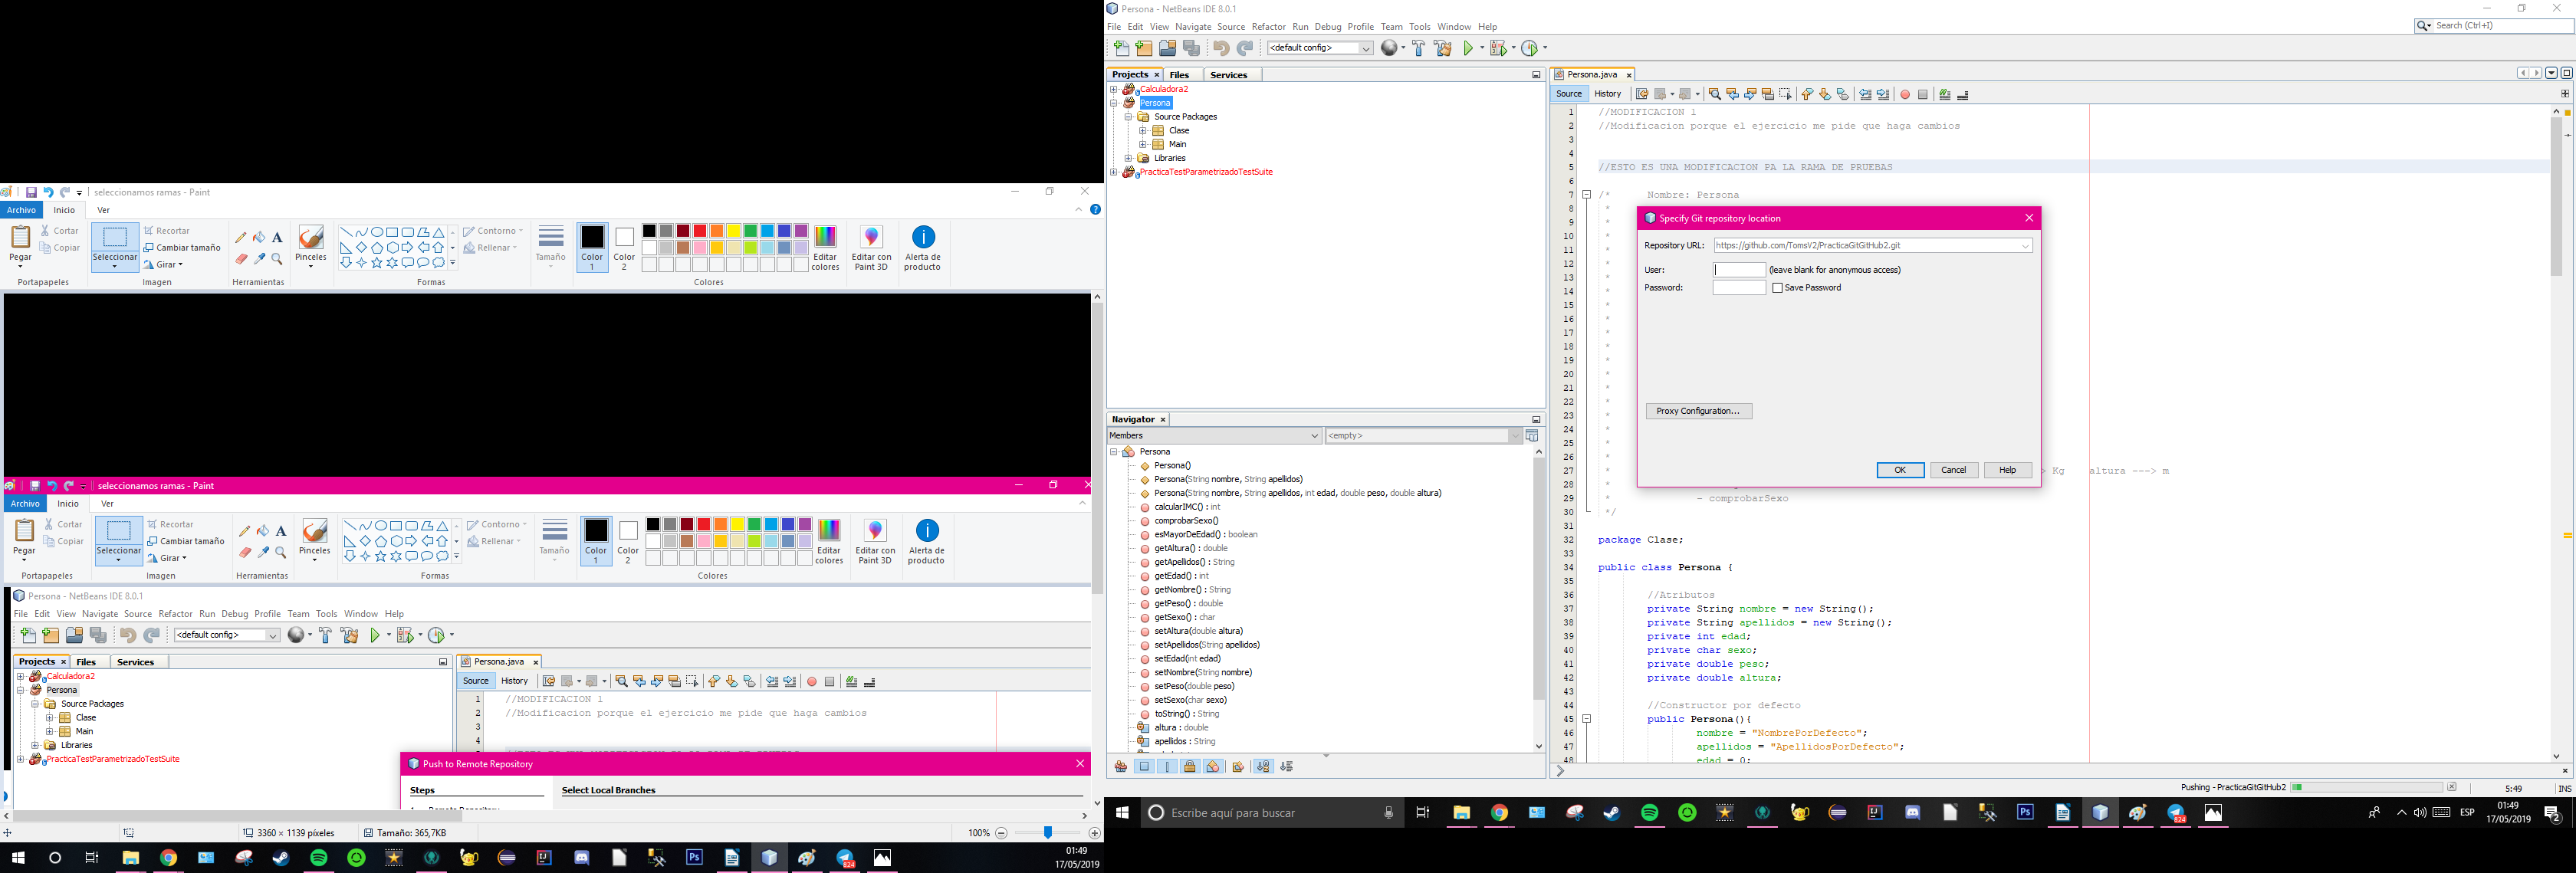 seleccionamos ramas - Paint
Archivo Inicio Ver
Pegar
Cortar
Copiar
Portapapeles
Seleccionar
Recortar
Cambiar tamaño
Girar
Imagen
Herramientas
Pinceles
Contorno
Rellenar
Formas
Tamaño
Color 1
Color 2
Colores
Editar colores
Editar con Paint 3D
Alerta de producto
seleccionamos ramas - Paint
Archivo Inicio Ver
Pegar
Cortar
Copiar
Portapapeles
Seleccionar
Recortar
Cambiar tamaño
Girar
Imagen
Herramientas
Pinceles
Contorno
Rellenar
Formas
Tamaño
Color 1
Color 2
Colores
Editar colores
Editar con Paint 3D
Alerta de producto
Persona - NetBeans IDE 8.0.1
File Edit View Navigate Source Refactor Run Debug Profile Team Tools Window Help
<default config>
Projects Files Services
Calculadora2
Persona
Source Packages
Clase
Main
Libraries
PracticaTestParametrizadoTestSuite
Persona.java
Source History
1 //MODIFICACION 1
2 //Modificacion porque el ejercicio me pide que haga cambios
3
4
Push to Remote Repository
Steps
Select Local Branches
3360 × 1139 píxeles
Tamaño: 365,7KB
100%
Ps
824
01:49
17/05/2019
Persona - NetBeans IDE 8.0.1
File Edit View Navigate Source Refactor Run Debug Profile Team Tools Window Help
Search (Ctrl+I)
<default config>
Projects Files Services
Calculadora2
Persona
Source Packages
Clase
Main
Libraries
PracticaTestParametrizadoTestSuite
Navigator
Members
<empty>
Persona
Persona()
Persona(String nombre, String apellidos)
Persona(String nombre, String apellidos, int edad, double peso, double altura)
calcularIMC() : int
comprobarSexo()
esMayorDeEdad() : boolean
getAltura() : double
getApellidos() : String
getEdad() : int
getNombre() : String
getPeso() : double
getSexo() : char
setAltura(double altura)
setApellidos(String apellidos)
setEdad(int edad)
setNombre(String nombre)
setPeso(double peso)
setSexo(char sexo)
toString() : String
altura : double
apellidos : String
Persona.java
Source History
1 //MODIFICACION 1
2 //Modificacion porque el ejercicio me pide que haga cambios
3
4
5 //ESTO ES UNA MODIFICACION PA LA RAMA DE PRUEBAS
6
7 /* Nombre: Persona
8 *
9 *
10 *
11 *
12 *
13 *
14 *
15 *
16 *
17 *
18 *
19 *
20 *
21 *
22 *
23 *
24 *
25 *
26 *
27 * Kg altura ---> m
28 *
29 * - comprobarSexo
30 */
31
32 package Clase;
33
34 public class Persona {
35
36 //Atributos
37 private String nombre = new String();
38 private String apellidos = new String();
39 private int edad;
40 private char sexo;
41 private double peso;
42 private double altura;
43
44 //Constructor por defecto
45 public Persona(){
46 nombre = "NombrePorDefecto";
47 apellidos = "ApellidosPorDefecto";
48 edad = 0;
Specify Git repository location
Repository URL: https://github.com/TomsV2/PracticaGitGitHub2.git
User: (leave blank for anonymous access)
Password: Save Password
Proxy Configuration...
OK Cancel Help
Pushing - PracticaGitGitHub2
5:49 INS
Escribe aquí para buscar
Ps
824
ESP
01:49
17/05/2019
2